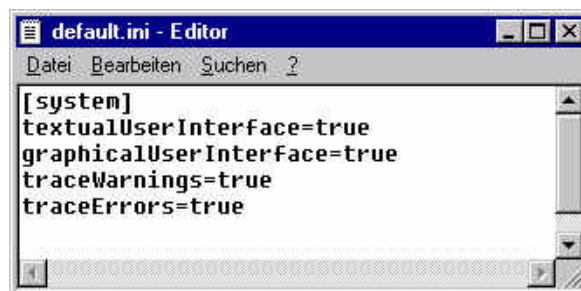 default.ini - Editor
Datei Bearbeiten Suchen ?
[system]
textualUserInterface=true
graphicalUserInterface=true
traceWarnings=true
traceErrors=true